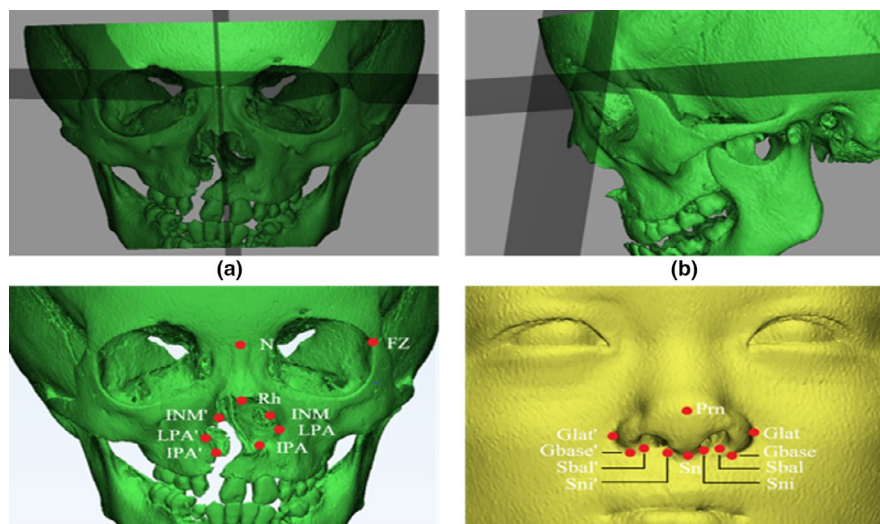 (a)
(b)
N
FZ
Rh
INM'
INM
LPA'
LPA
IPA'
IPA
Prn
Glat'
Glat
Gbase'
Sn
Gbase
Sbal'
Sbal
Sni'
Sni